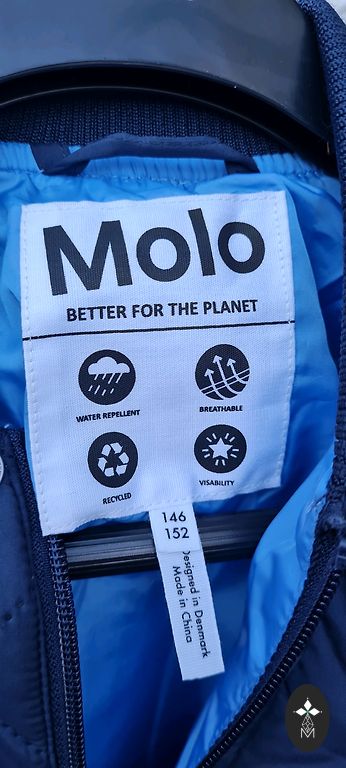 Molo
BETTER FOR THE PLANET
WATER REPELLENT
BREATHABLE
RECYCLED
VISABILITY
146
152
Designed in Denmark
Made in China
M